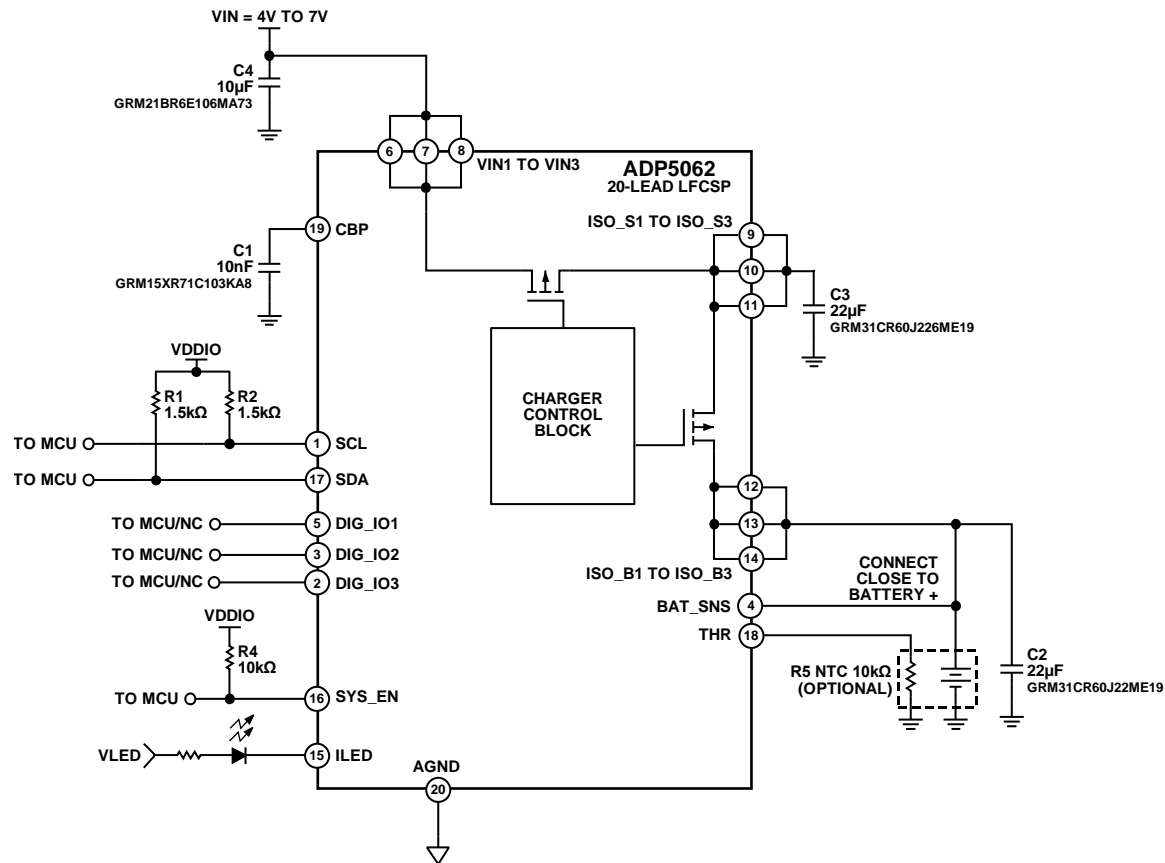 VIN = 4V TO 7V
C4
10µF
GRM21BR6E106MA73
6
7
8
VIN1 TO VIN3
ADP5062
20-LEAD LFCSP
ISO_S1 TO ISO_S3
19
CBP
9
C1
10nF
GRM15XR71C103KA8
10
11
C3
22µF
GRM31CR60J226ME19
VDDIO
R1
1.5kΩ
R2
1.5kΩ
CHARGER
CONTROL
BLOCK
TO MCU
1
SCL
TO MCU
17
SDA
12
TO MCU/NC
5
DIG_IO1
13
TO MCU/NC
3
DIG_IO2
14
TO MCU/NC
2
DIG_IO3
ISO_B1 TO ISO_B3
CONNECT
CLOSE TO
BATTERY +
BAT_SNS
4
THR
18
VDDIO
R4
10kΩ
R5 NTC 10kΩ
(OPTIONAL)
C2
22µF
GRM31CR60J22ME19
TO MCU
16
SYS_EN
VLED
15
ILED
AGND
20